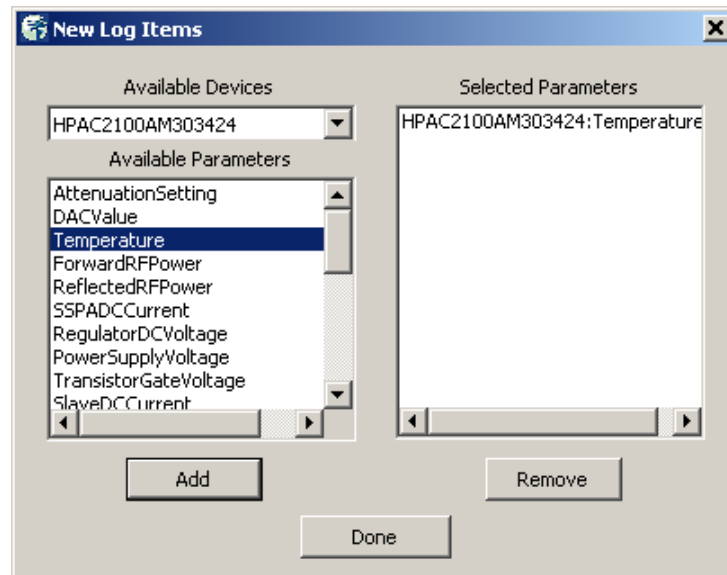 New Log Items
Available Devices
HPAC2100AM303424
Available Parameters
AttenuationSetting
DACValue
Temperature
ForwardRFPower
ReflectedRFPower
SSPADCCurrent
RegulatorDCVoltage
PowerSupplyVoltage
TransistorGateVoltage
SlaveDCCurrent
Add
Selected Parameters
HPAC2100AM303424:Temperature
Remove
Done